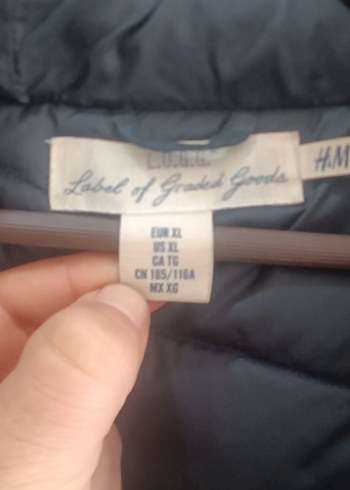 L.O.G.G.
Label of Graded Goods
H&M
EUR XL
US XL
CA TG
CN 185/116A
MX XG